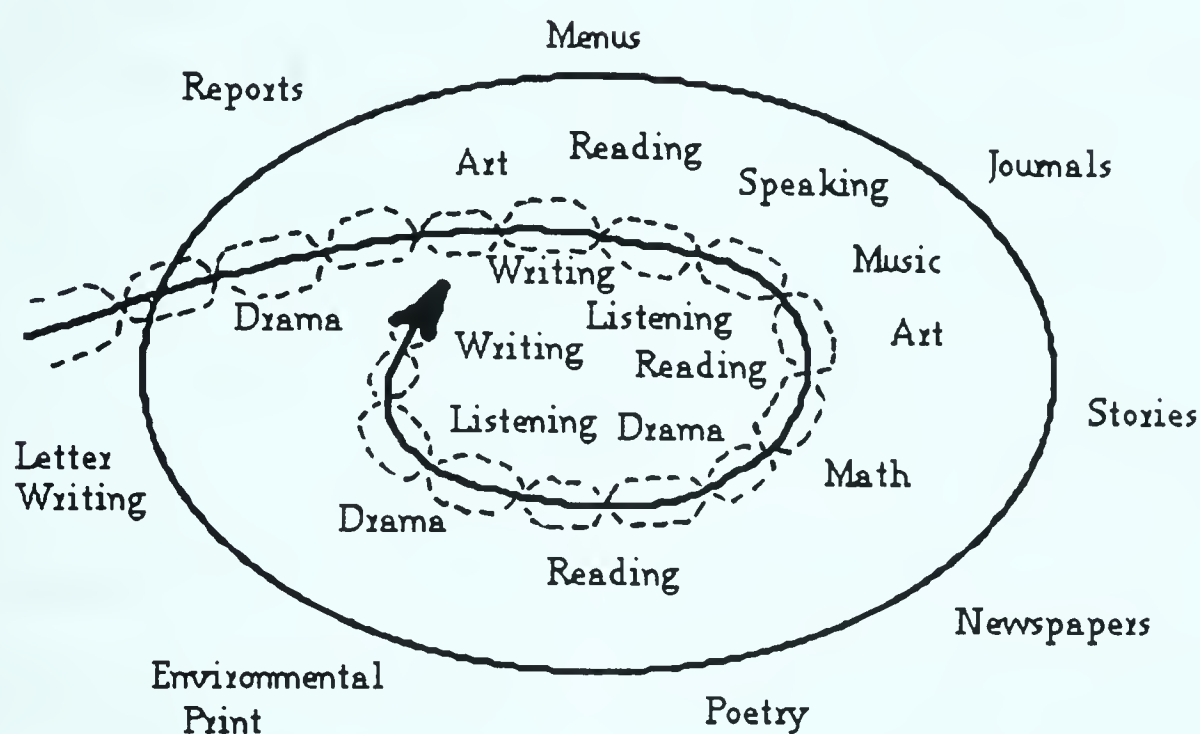 Menus
Reports
Art
Reading
Speaking
Journals
Music
Writing
Drama
Listening
Art
Writing
Reading
Stories
Listening
Drama
Letter
Writing
Math
Drama
Reading
Newspapers
Environmental
Print
Poetry